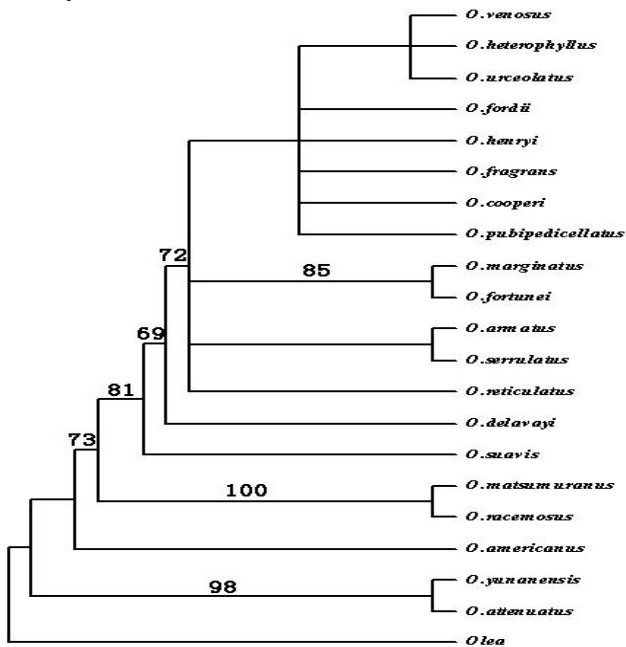 O.venosus
O.heterophyllus
O.urceolatus
O.fordii
O.henryi
O.fragrans
O.cooperi
O.pubipedicellatus
72
O.marginatus
85
O.fortunei
O.armatus
69
O.serrulatus
O.reticulatus
81
O.delavayi
73
O.suavis
O.matsumuranus
100
O.racemosus
O.americanus
O.yunanensis
98
O.attenuatus
Olea